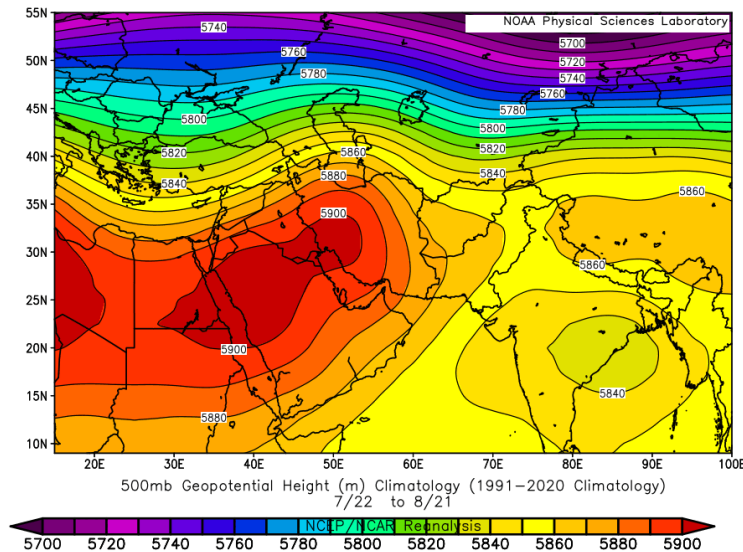 NOAA Physical Sciences Laboratory
55N
50N
45N
40N
35N
30N
25N
20N
15N
10N
5740
5700
5720
5760
5740
5780
5760
5780
5800
5800
5820
5860
5820
5880
5840
5840
5860
5900
5860
5900
5840
5880
20E
30E
40E
50E
60E
70E
80E
90E
100E
500mb Geopotential Height (m) Climatology (1991-2020 Climatology)
7/22 to 8/21
NCEP/NCAR Reanalysis
5700 5720 5740 5760 5780 5800 5820 5840 5860 5880 5900